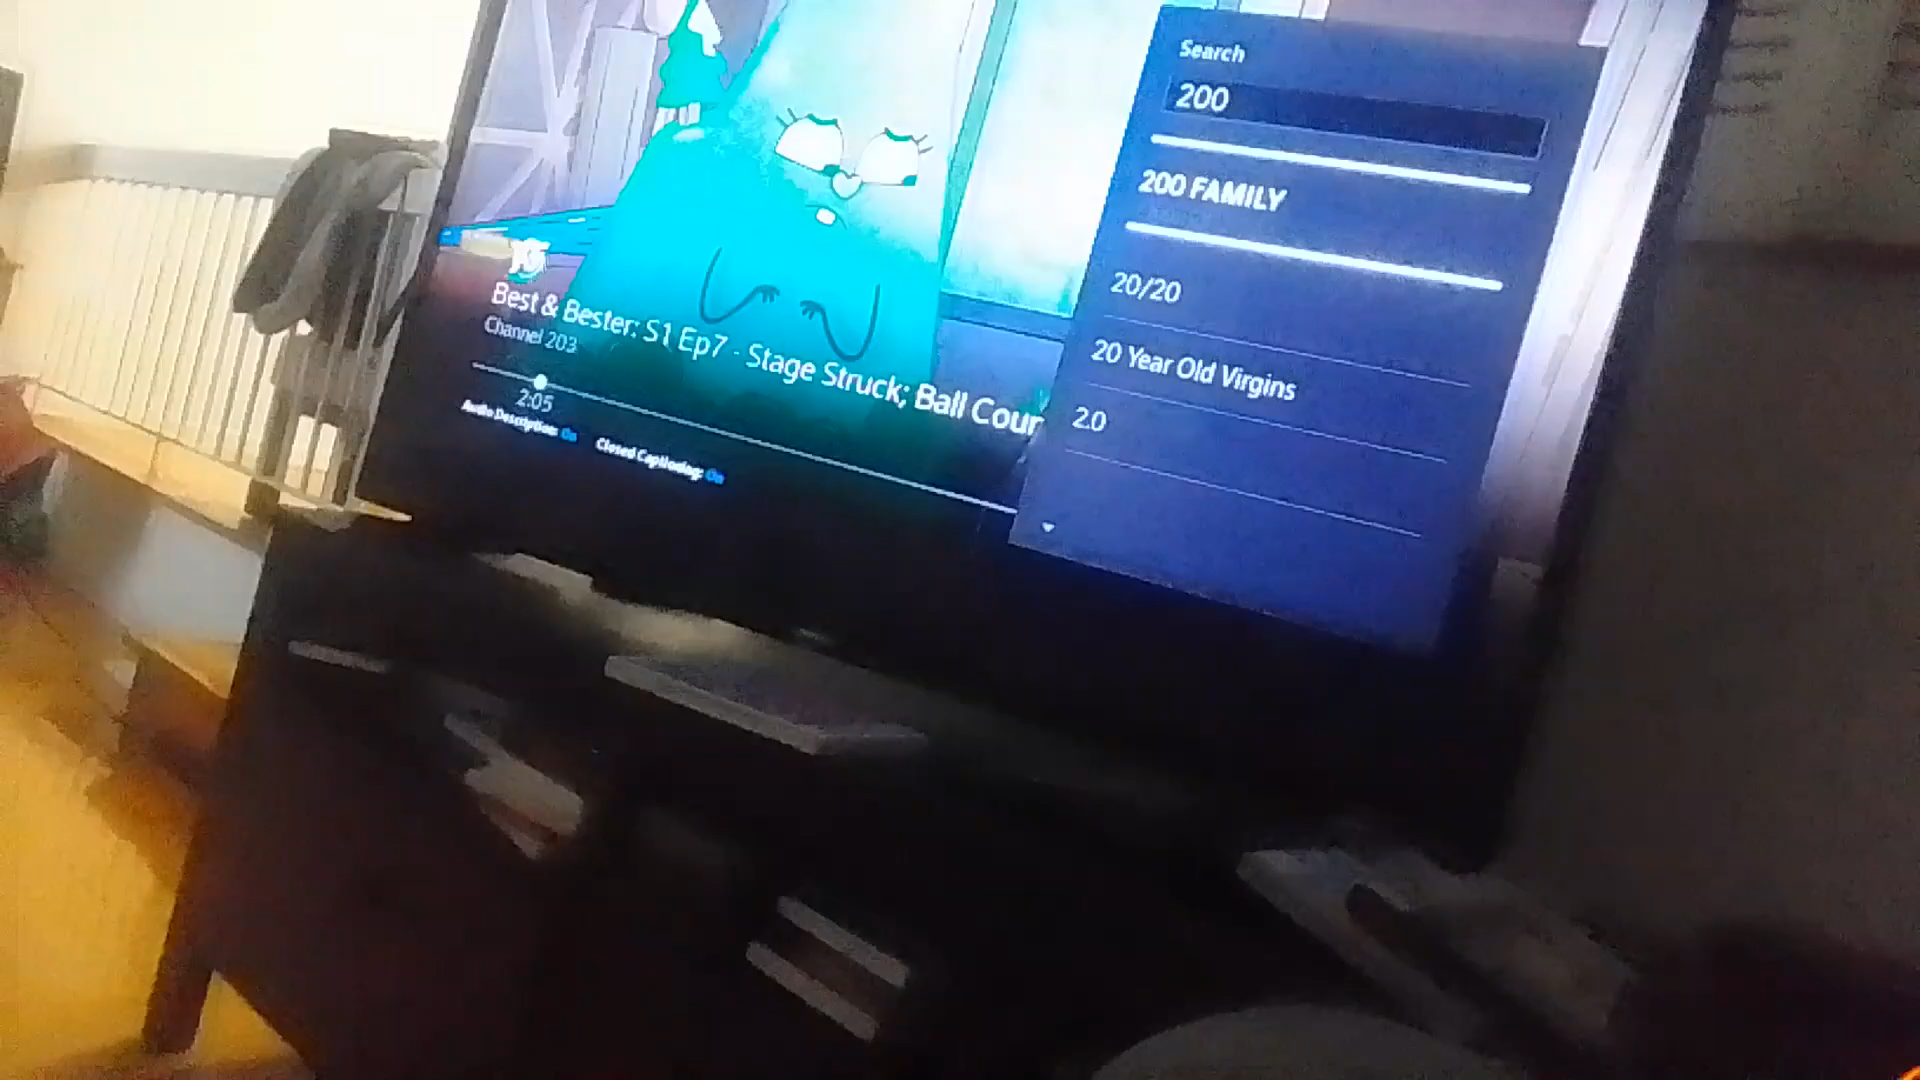 Search
200
200 FAMILY
20/20
20 Year Old Virgins
2.0
Best & Bester: S1 Ep7 - Stage Struck; Ball Cour
Channel 203
2:05
Audio Description: On Closed Captioning: On